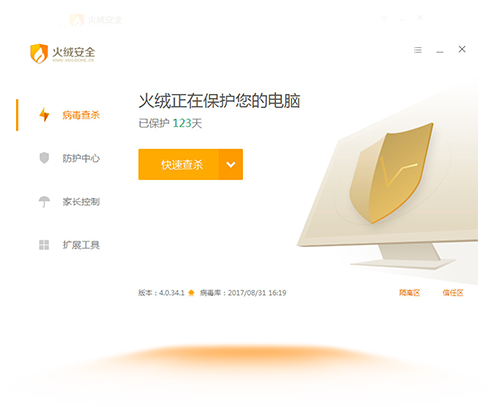 火绒安全
火绒安全
WWW.HUORONG.CN
火绒正在保护您的电脑
已保护 123天
病毒查杀
快速查杀
防护中心
家长控制
扩展工具
版本:4.0.34.1 病毒库:2017/08/31 16:19
隔离区 信任区